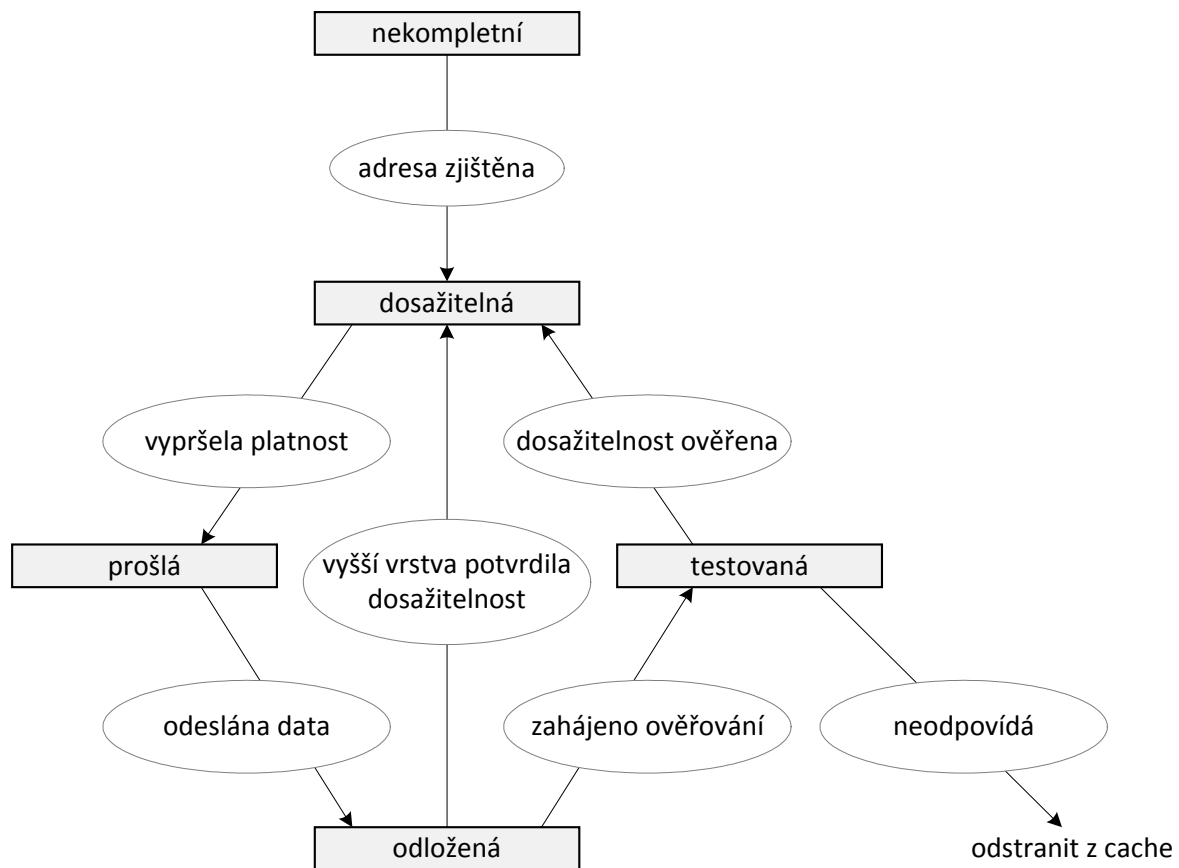 nekompletní
adresa zjištěna
dosažitelná
vypršela platnost
dosažitelnost ověřena
prošlá
vyšší vrstva potvrdila
dosažitelnost
testovaná
odeslána data
zahájeno ověřování
neodpovídá
odložená
odstranit z cache